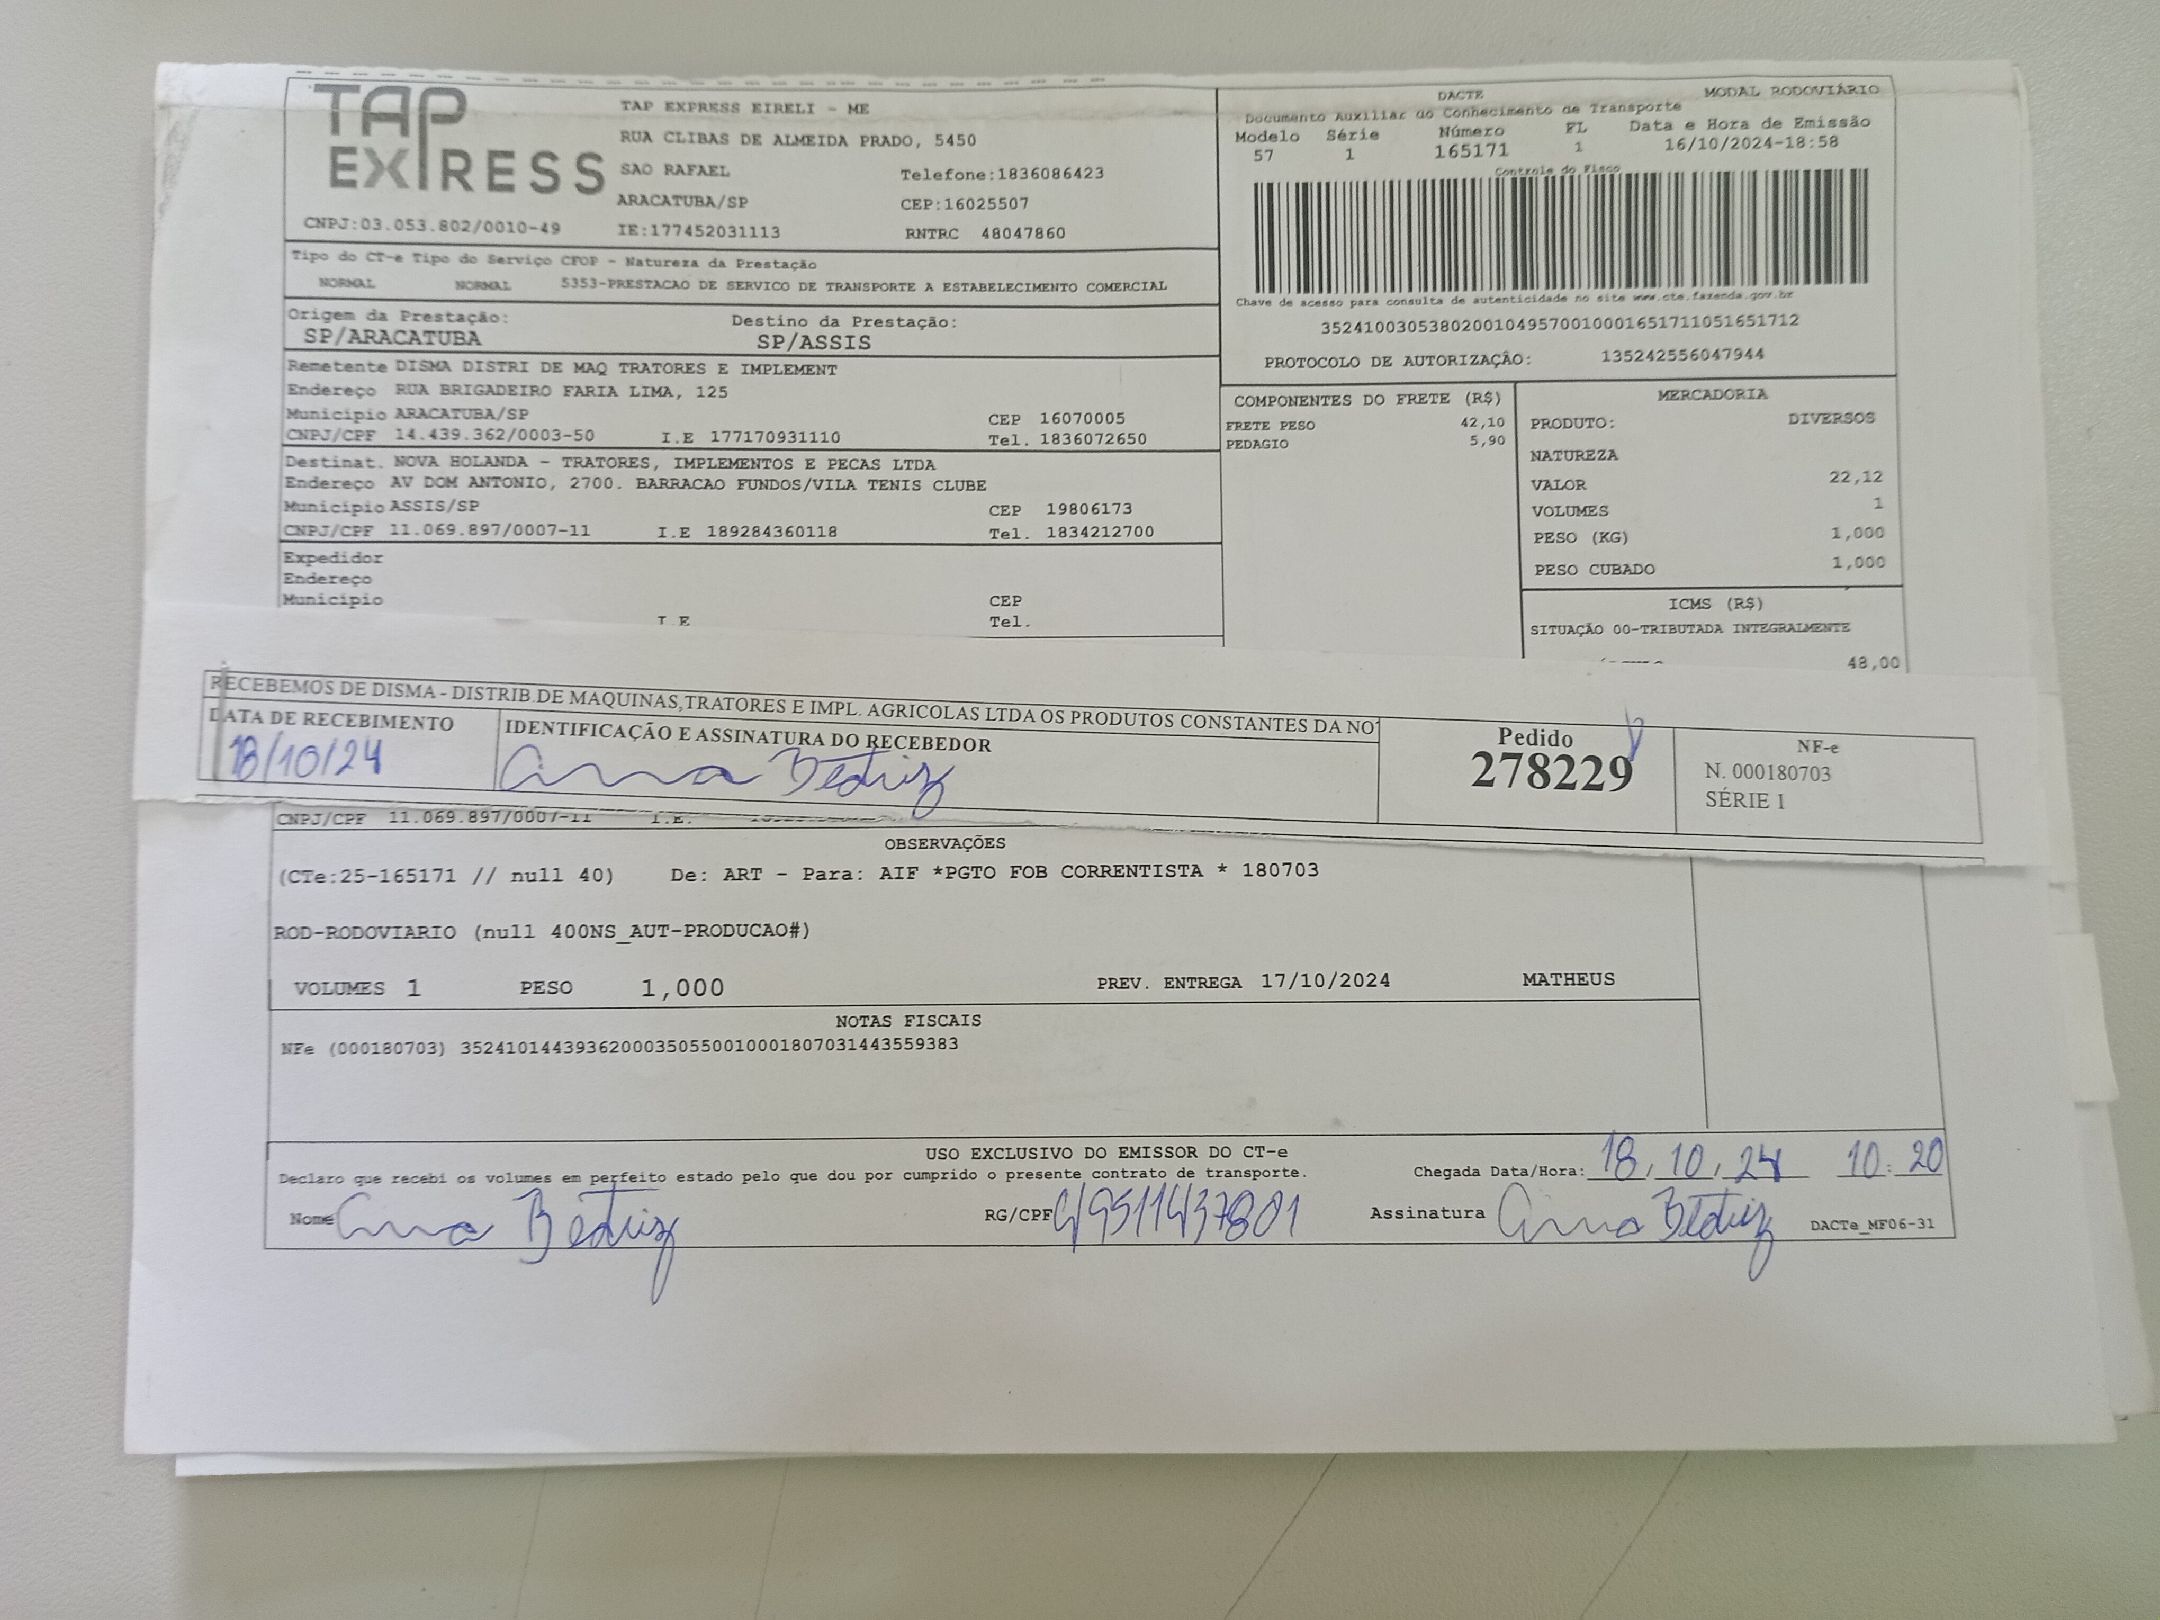 TAP EXPRESS
TAP EXPRESS EIRELI - ME
RUA CLIBAS DE ALMEIDA PRADO, 5450
SAO RAFAEL Telefone:1836086423
ARACATUBA/SP CEP:16025507
CNPJ:03.053.802/0010-49 IE:177452031113 RNTRC 48047860
DACTE MODAL RODOVIÁRIO
Documento Auxiliar do Conhecimento de Transporte
Modelo Série Número FL Data e Hora de Emissão
57 1 165171 1 16/10/2024-18:58
Controle do Fisco
Chave de acesso para consulta de autenticidade no site www.cte.fazenda.gov.br
35241003053802001049570010001651711051651712
PROTOCOLO DE AUTORIZAÇÃO: 135242556047944
Tipo do CT-e Tipo do Serviço CFOP - Natureza da Prestação
NORMAL NORMAL 5353-PRESTACAO DE SERVICO DE TRANSPORTE A ESTABELECIMENTO COMERCIAL
Origem da Prestação: Destino da Prestação:
SP/ARACATUBA SP/ASSIS
Remetente DISMA DISTRI DE MAQ TRATORES E IMPLEMENT
Endereço RUA BRIGADEIRO FARIA LIMA, 125
Município ARACATUBA/SP CEP 16070005
CNPJ/CPF 14.439.362/0003-50 I.E 177170931110 Tel. 1836072650
Destinat. NOVA HOLANDA - TRATORES, IMPLEMENTOS E PECAS LTDA
Endereço AV DOM ANTONIO, 2700. BARRACAO FUNDOS/VILA TENIS CLUBE
Município ASSIS/SP CEP 19806173
CNPJ/CPF 11.069.897/0007-11 I.E 189284360118 Tel. 1834212700
Expedidor
Endereço
Município CEP
I.E Tel.
COMPONENTES DO FRETE (R$)
FRETE PESO 42,10
PEDAGIO 5,90
MERCADORIA
PRODUTO: DIVERSOS
NATUREZA
VALOR 22,12
VOLUMES 1
PESO (KG) 1,000
PESO CUBADO 1,000
ICMS (R$)
SITUAÇÃO 00-TRIBUTADA INTEGRALMENTE
48,00
RECEBEMOS DE DISMA - DISTRIB.DE MAQUINAS,TRATORES E IMPL. AGRICOLAS LTDA OS PRODUTOS CONSTANTES DA NOT
DATA DE RECEBIMENTO IDENTIFICAÇÃO E ASSINATURA DO RECEBEDOR
18/10/24 Ana Beatriz
Pedido
278229
NF-e
N. 000180703
SÉRIE 1
CNPJ/CPF 11.069.897/0007-11 I.E.
OBSERVAÇÕES
(CTe:25-165171 // null 40) De: ART - Para: AIF *PGTO FOB CORRENTISTA * 180703
ROD-RODOVIARIO (null 400NS_AUT-PRODUCAO#)
VOLUMES 1 PESO 1,000 PREV. ENTREGA 17/10/2024 MATHEUS
NOTAS FISCAIS
NFe (000180703) 35241014439362000350550010001807031443559383
USO EXCLUSIVO DO EMISSOR DO CT-e
Declaro que recebi os volumes em perfeito estado pelo que dou por cumprido o presente contrato de transporte. Chegada Data/Hora: 18/10/24 10:20
Nome Ana Beatriz RG/CPF Assinatura Ana Beatriz DACTe_MF06-31